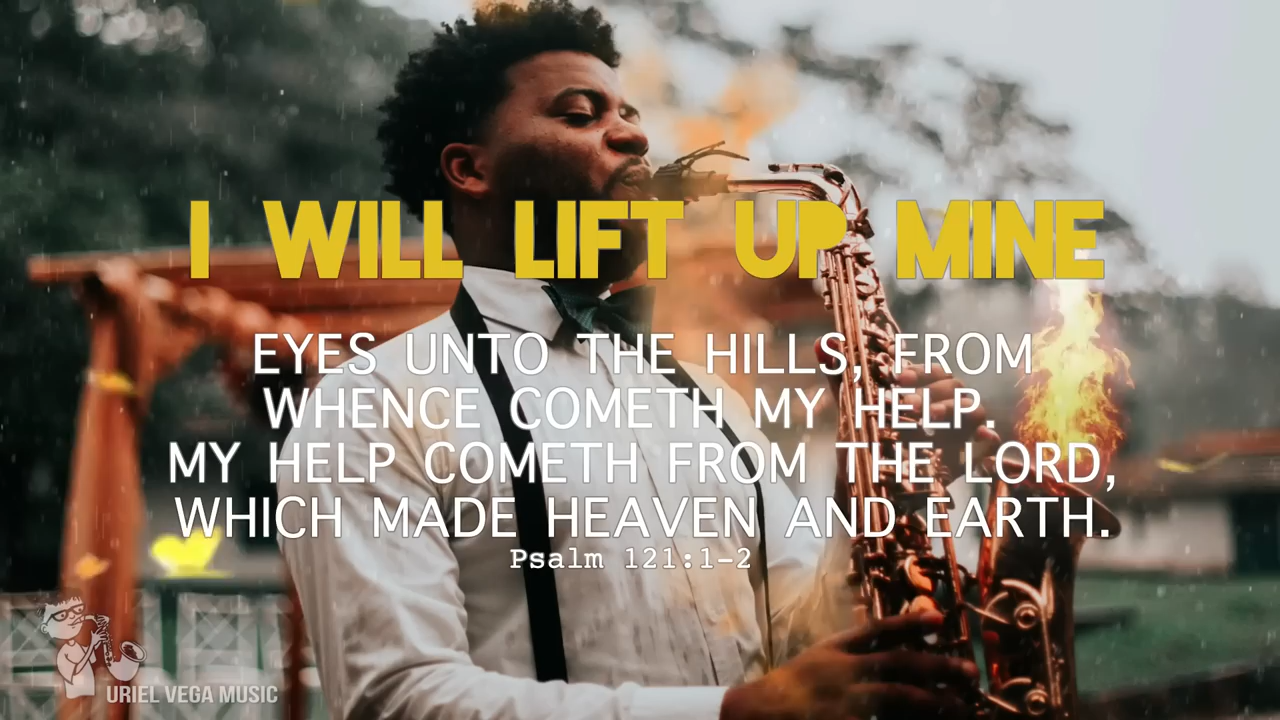 I WILL LIFT UP MINE
EYES UNTO THE HILLS, FROM
WHENCE COMETH MY HELP.
MY HELP COMETH FROM THE LORD,
WHICH MADE HEAVEN AND EARTH.
Psalm 121:1-2
URIEL VEGA MUSIC